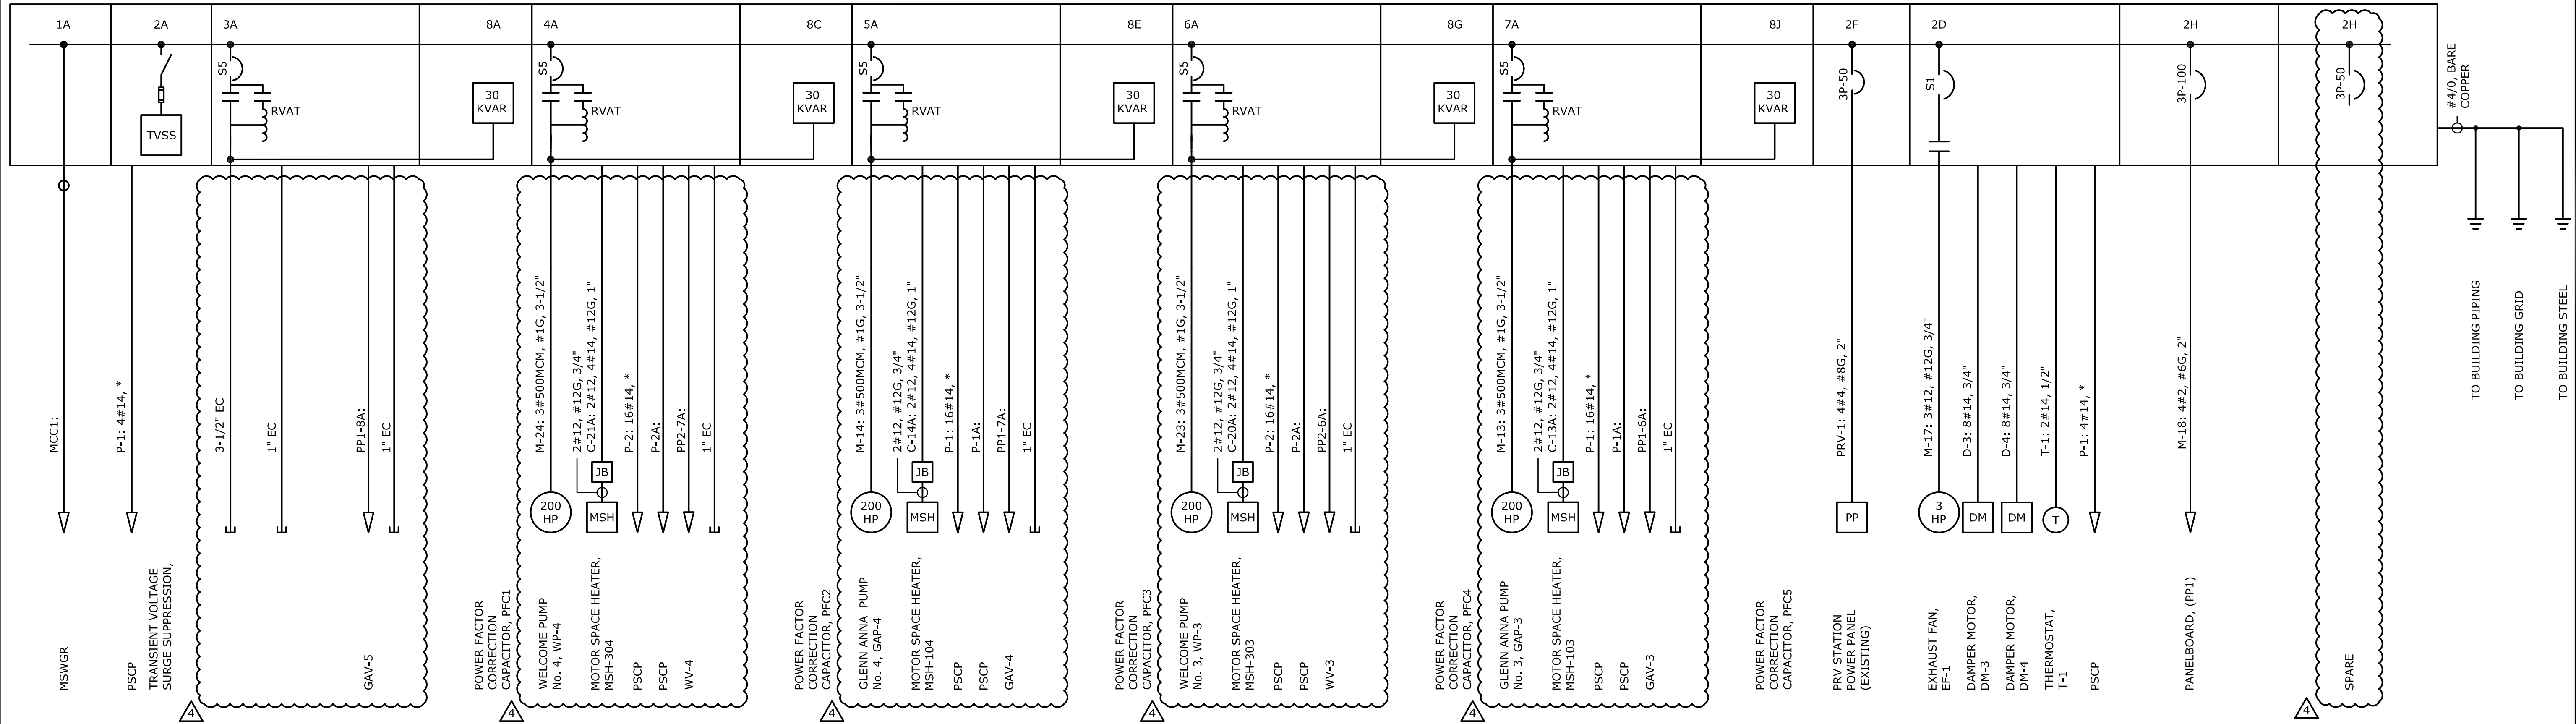 1A
2A
3A
8A
4A
8C
5A
8E
6A
8G
7A
8J
2F
2D
2H
2H
TVSS
S5
RVAT
30
KVAR
S5
RVAT
30
KVAR
S5
RVAT
30
KVAR
S5
RVAT
30
KVAR
S5
RVAT
30
KVAR
3P-50
S1
3P-100
3P-50
#4/0, BARE
COPPER
MCC1:
P-1: 4#14, *
3-1/2" EC
1" EC
PP1-8A:
1" EC
M-24: 3#500MCM, #1G, 3-1/2"
2#12, #12G, 3/4"
C-21A: 2#12, 4#14, #12G, 1"
P-2: 16#14, *
P-2A:
PP2-7A:
1" EC
M-14: 3#500MCM, #1G, 3-1/2"
2#12, #12G, 3/4"
C-14A: 2#12, 4#14, #12G, 1"
P-1: 16#14, *
P-1A:
PP1-7A:
1" EC
M-23: 3#500MCM, #1G, 3-1/2"
2#12, #12G, 3/4"
C-20A: 2#12, 4#14, #12G, 1"
P-2: 16#14, *
P-2A:
PP2-6A:
1" EC
M-13: 3#500MCM, #1G, 3-1/2"
2#12, #12G, 3/4"
C-13A: 2#12, 4#14, #12G, 1"
P-1: 16#14, *
P-1A:
PP1-6A:
1" EC
PRV-1: 4#4, #8G, 2"
M-17: 3#12, #12G, 3/4"
D-3: 8#14, 3/4"
D-4: 8#14, 3/4"
T-1: 2#14, 1/2"
P-1: 4#14, *
M-18: 4#2, #6G, 2"
TO BUILDING PIPING
TO BUILDING GRID
TO BUILDING STEEL
200
HP
JB
MSH
200
HP
JB
MSH
200
HP
JB
MSH
200
HP
JB
MSH
PP
3
HP
DM
DM
T
MSWGR
PSCP
TRANSIENT VOLTAGE
SURGE SUPPRESSION,
GAV-5
POWER FACTOR
CORRECTION
CAPACITOR, PFC1
WELCOME PUMP
No. 4, WP-4
MOTOR SPACE HEATER,
MSH-304
PSCP
PSCP
WV-4
POWER FACTOR
CORRECTION
CAPACITOR, PFC2
GLENN ANNA PUMP
No. 4, GAP-4
MOTOR SPACE HEATER,
MSH-104
PSCP
PSCP
GAV-4
POWER FACTOR
CORRECTION
CAPACITOR, PFC3
WELCOME PUMP
No. 3, WP-3
MOTOR SPACE HEATER,
MSH-303
PSCP
PSCP
WV-3
POWER FACTOR
CORRECTION
CAPACITOR, PFC4
GLENN ANNA PUMP
No. 3, GAP-3
MOTOR SPACE HEATER,
MSH-103
PSCP
PSCP
GAV-3
POWER FACTOR
CORRECTION
CAPACITOR, PFC5
PRV STATION
POWER PANEL
(EXISTING)
EXHAUST FAN,
EF-1
DAMPER MOTOR,
DM-3
DAMPER MOTOR,
DM-4
THERMOSTAT,
T-1
PSCP
PANELBOARD, (PP1)
SPARE
4
4
4
4
4
4